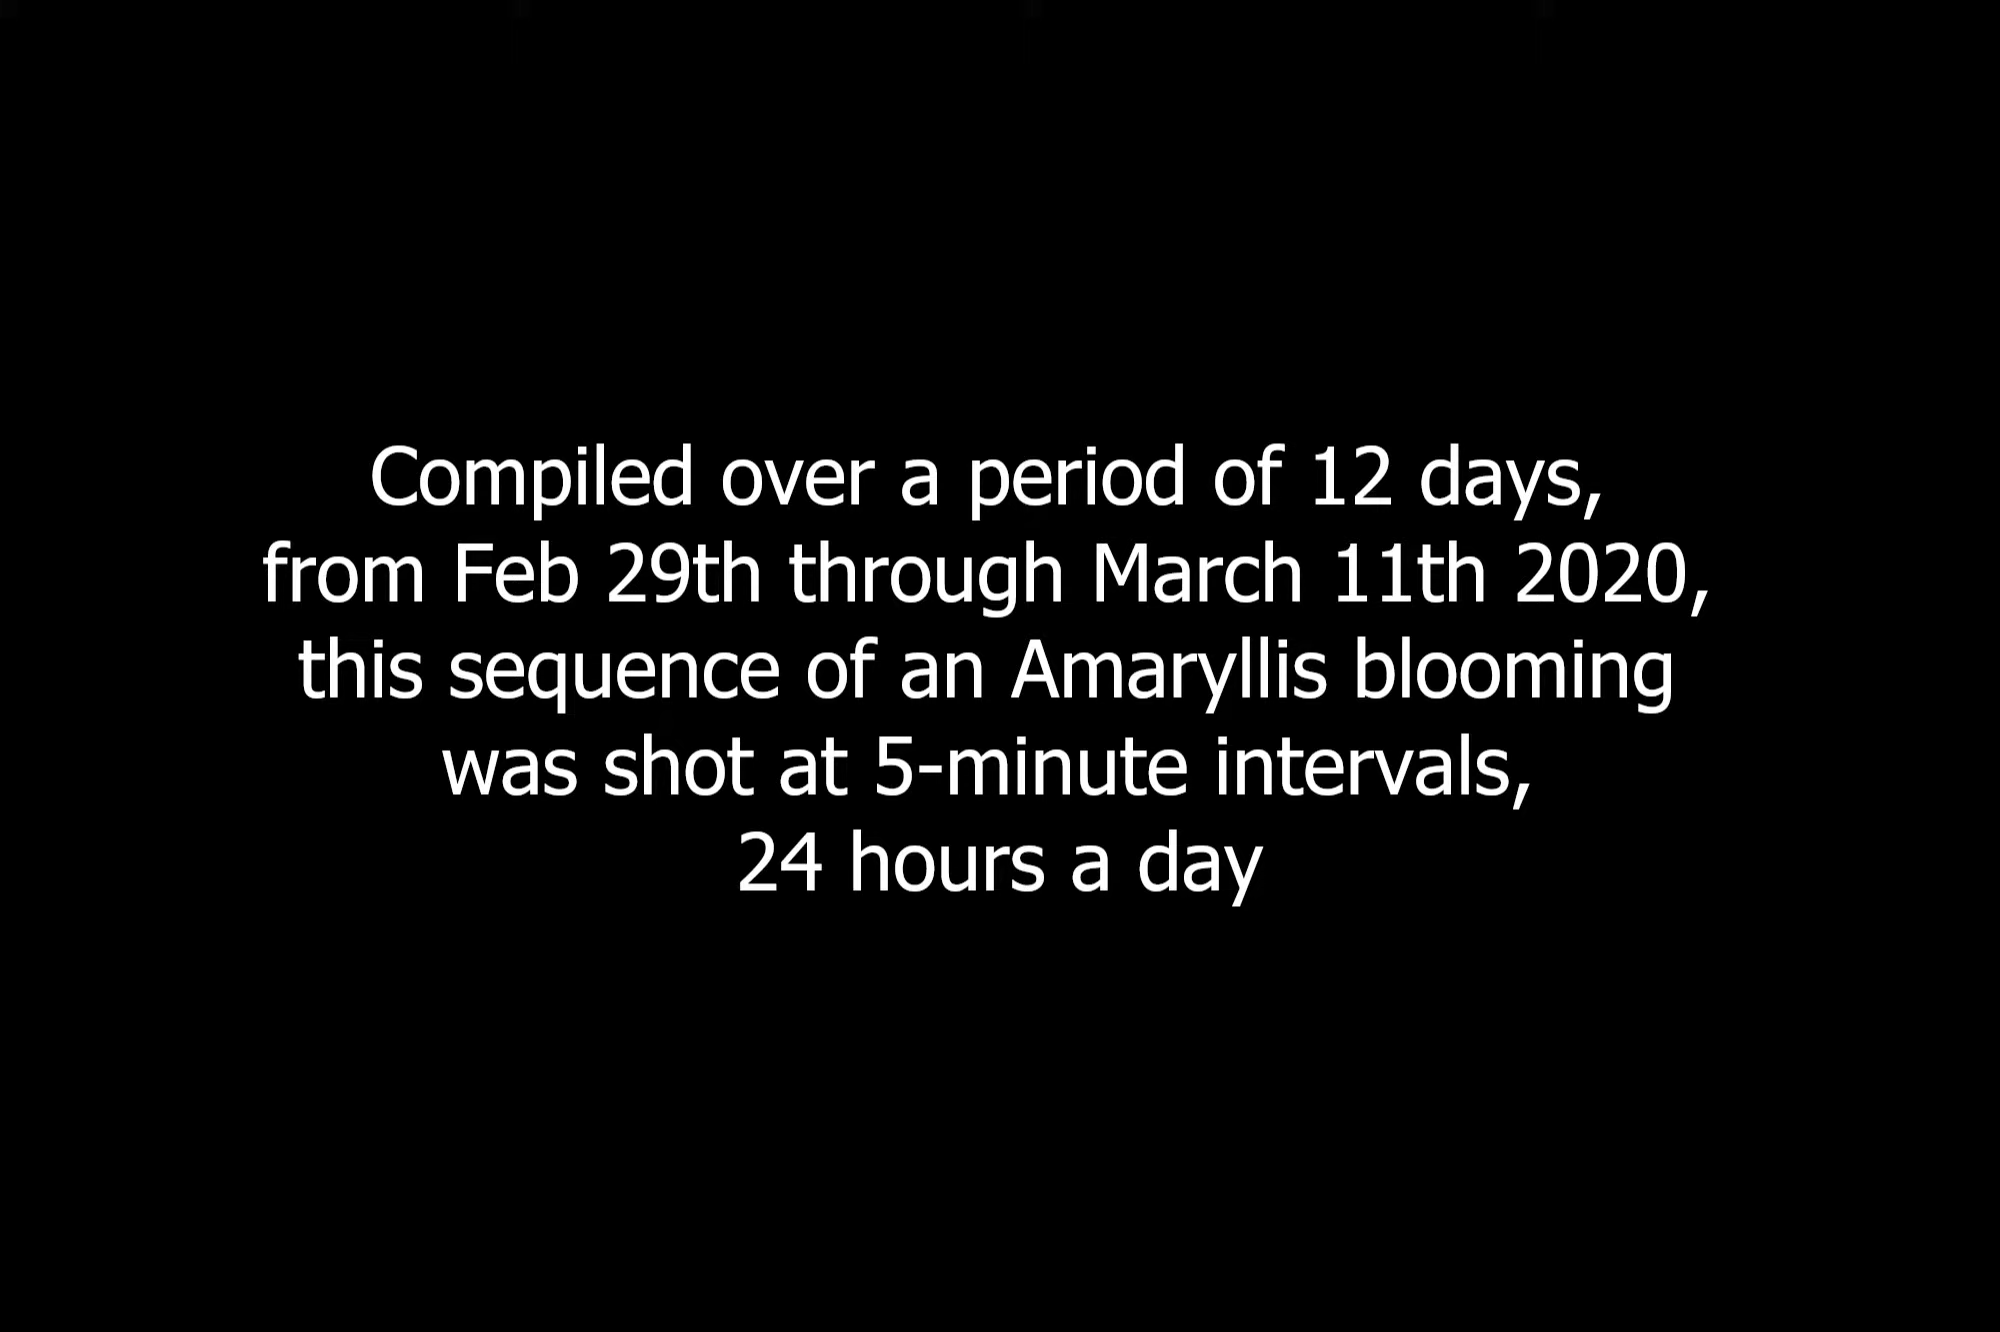 Compiled over a period of 12 days,
from Feb 29th through March 11th 2020,
this sequence of an Amaryllis blooming
was shot at 5-minute intervals,
24 hours a day